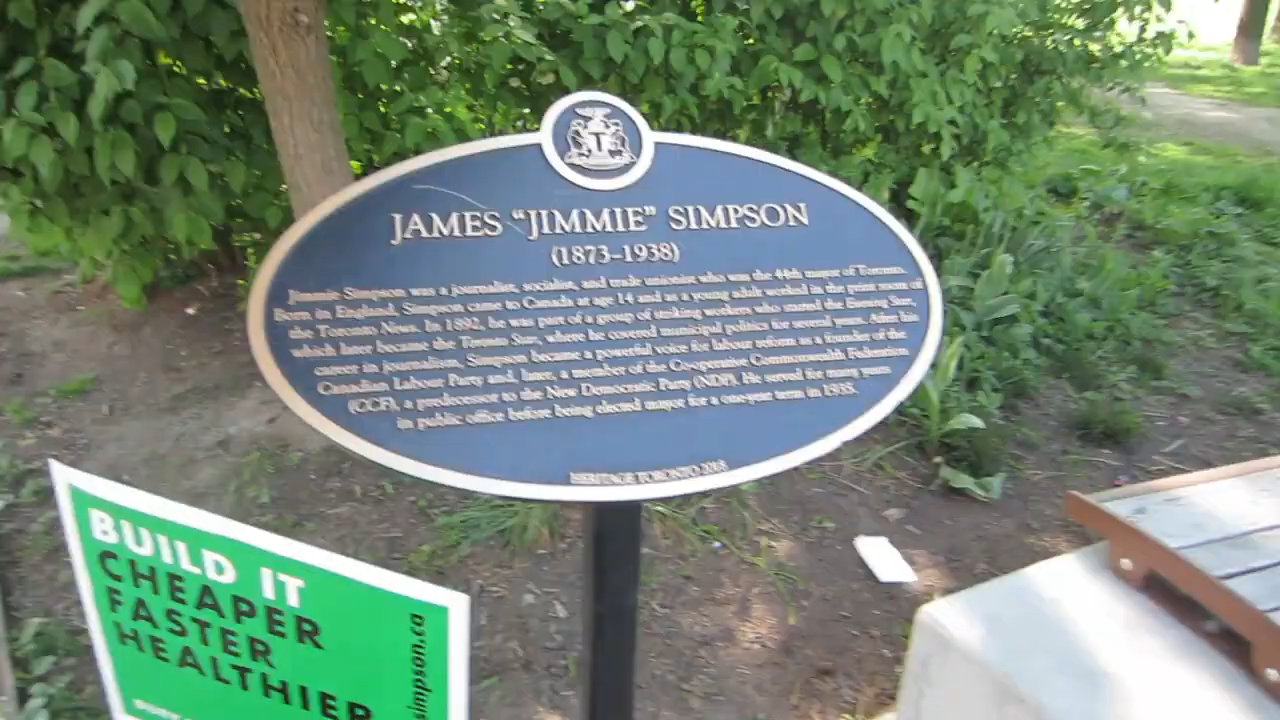 JAMES “JIMMIE” SIMPSON
(1873–1938)
Jimmie Simpson was a journalist, socialist, and trade unionist who was the 44th mayor of Toronto.
Born in England, Simpson came to Canada at age 14 and as a young adult worked in the print room of
the Toronto News. In 1892, he was part of a group of striking workers who started the Evening Star,
which later became the Toronto Star, where he covered municipal politics for several years. After his
career in journalism, Simpson became a powerful voice for labour reform as a founder of the
Canadian Labour Party and, later, a member of the Co-operative Commonwealth Federation
(CCF), a predecessor to the New Democratic Party (NDP). He served for many years
in public office before being elected mayor for a one-year term in 1935.
HERITAGE TORONTO
BUILD IT
CHEAPER
FASTER
HEALTHIER
simpson.ca